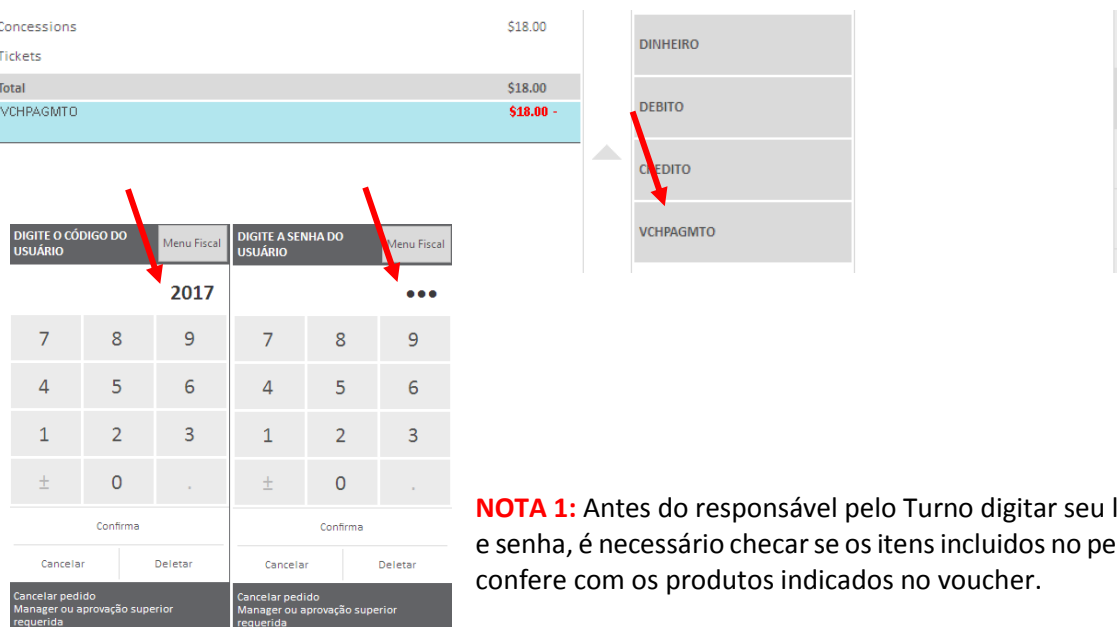 Concessions $18.00
Tickets
Total $18.00
VCHPAGMTO $18.00 -
DINHEIRO
DEBITO
CREDITO
VCHPAGMTO
DIGITE O CÓDIGO DO
USUÁRIO
Menu Fiscal
2017
7 8 9
4 5 6
1 2 3
± 0 .
Confirma
Cancelar Deletar
Cancelar pedido
Manager ou aprovação superior
requerida
DIGITE A SENHA DO
USUÁRIO
Menu Fiscal
•••
7 8 9
4 5 6
1 2 3
± 0 .
Confirma
Cancelar Deletar
Cancelar pedido
Manager ou aprovação superior
requerida
NOTA 1: Antes do responsável pelo Turno digitar seu
e senha, é necessário checar se os itens incluidos no
confere com os produtos indicados no voucher.